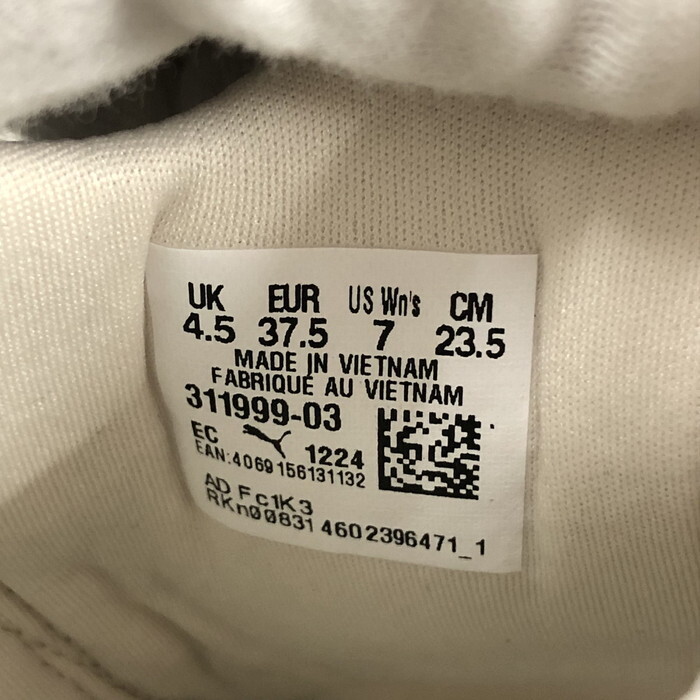 UK EUR US Wn's CM
4.5 37.5 7 23.5
MADE IN VIETNAM
FABRIQUÉ AU VIETNAM
311999-03
EC 1224
EAN:4069156131132
AD Fc1K3
RKn00831 4602396471_1